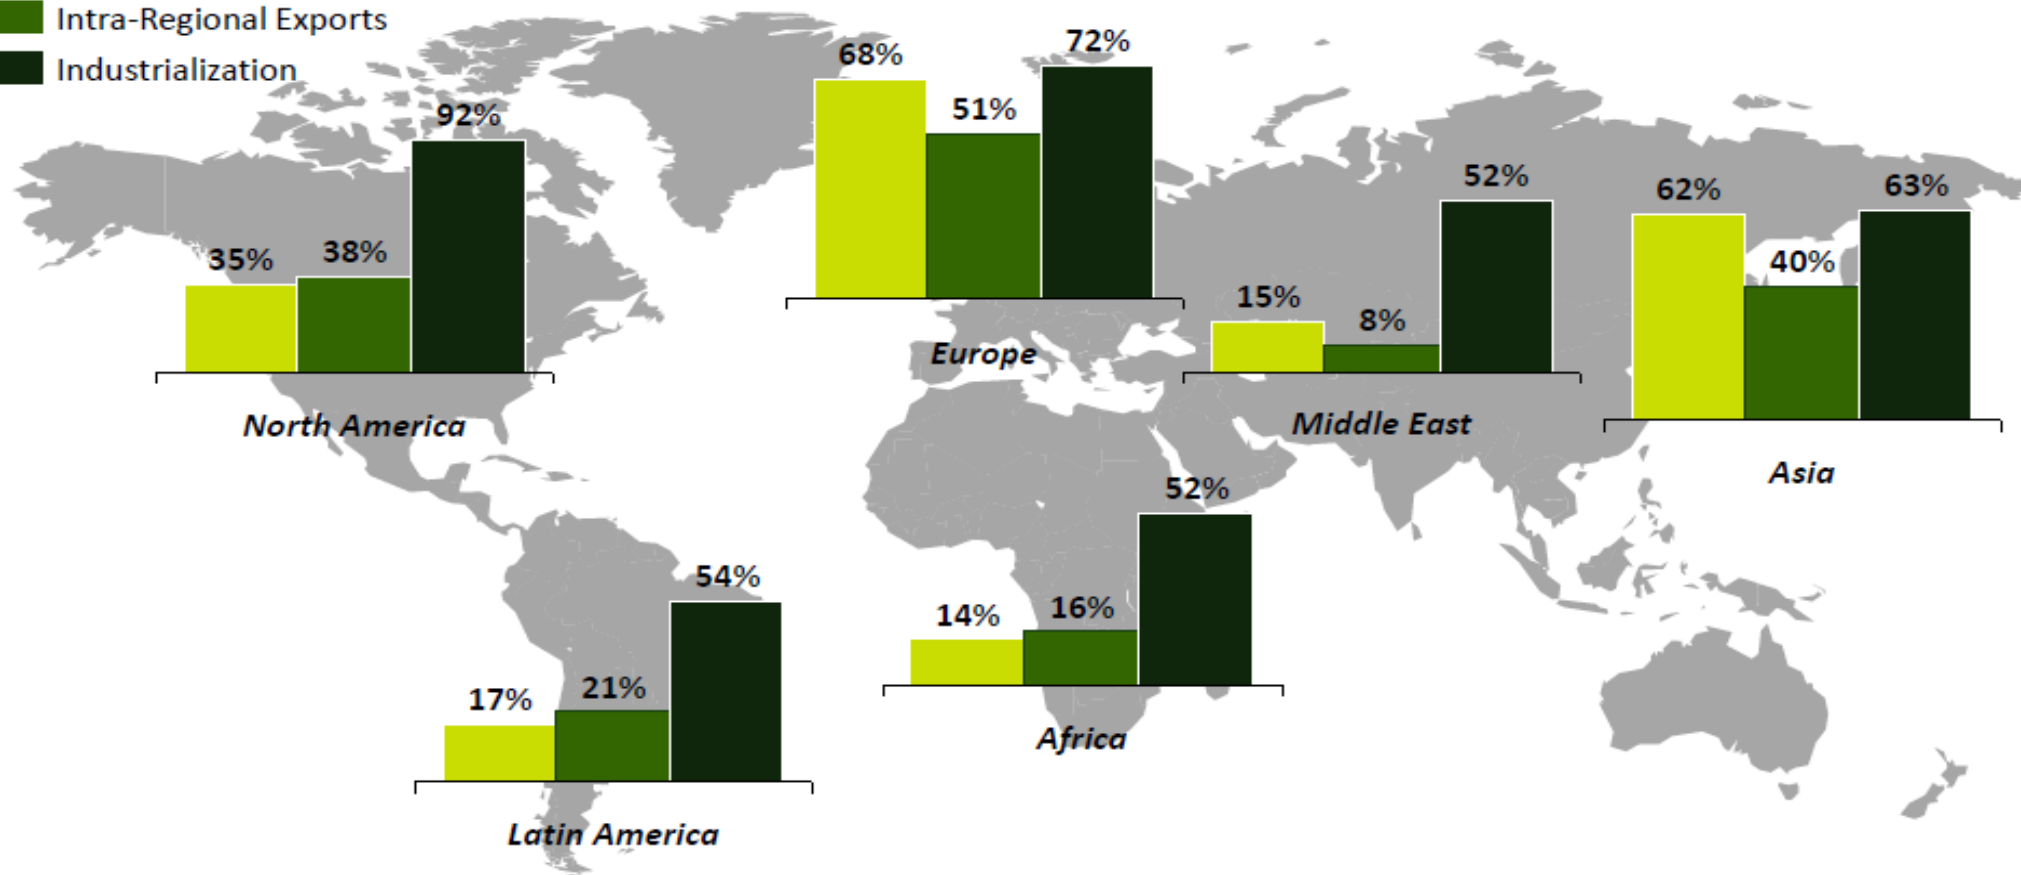 Intra-Regional Exports
Industrialization
35%
38%
92%
North America
68%
51%
72%
Europe
15%
8%
52%
Middle East
62%
40%
63%
Asia
17%
21%
54%
Latin America
14%
16%
52%
Africa